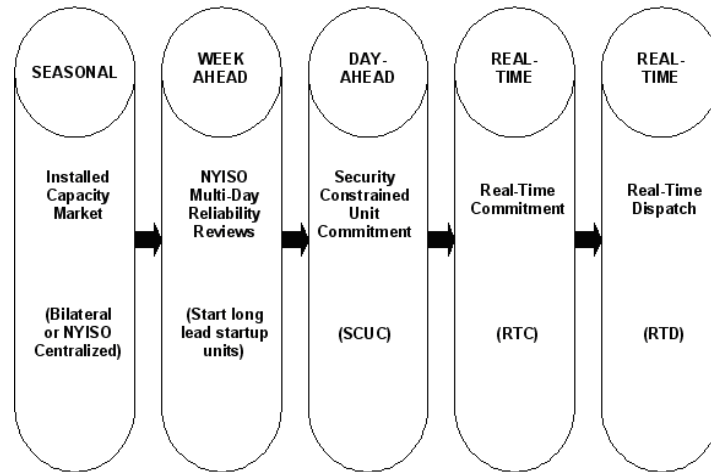 SEASONAL
Installed
Capacity
Market
(Bilateral
or NYISO
Centralized)
WEEK
AHEAD
NYISO
Multi-Day
Reliability
Reviews
(Start long
lead startup
units)
DAY-
AHEAD
Security
Constrained
Unit
Commitment
(SCUC)
REAL-
TIME
Real-Time
Commitment
(RTC)
REAL-
TIME
Real-Time
Dispatch
(RTD)